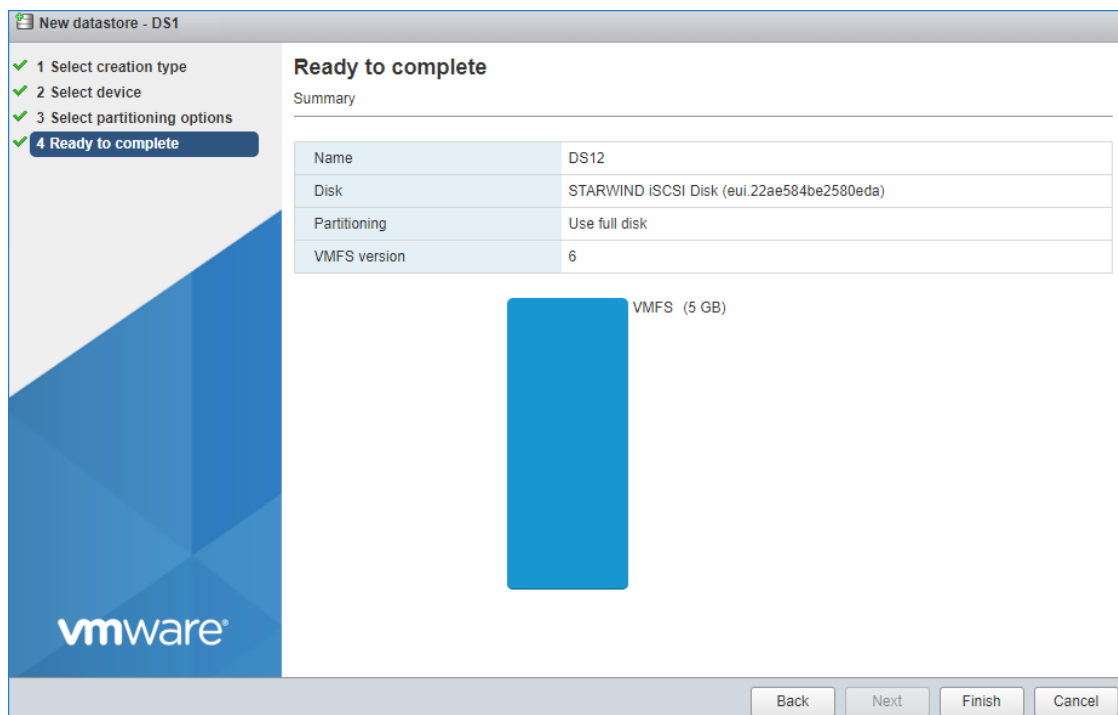 New datastore - DS1
1 Select creation type
2 Select device
3 Select partitioning options
4 Ready to complete
Ready to complete
Summary
Name DS12
Disk STARWIND iSCSI Disk (eui.22ae584be2580eda)
Partitioning Use full disk
VMFS version 6
VMFS (5 GB)
vmware®
Back Next Finish Cancel